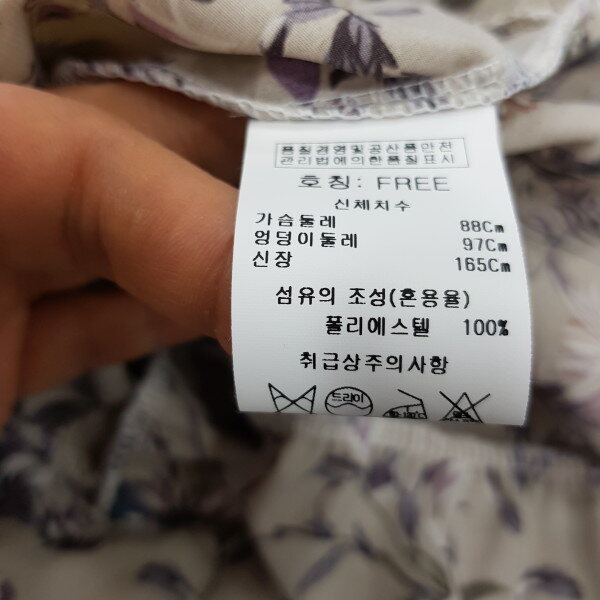 품질경영및공산품안전
관리법에의한품질표시
호칭: FREE
신체치수
가슴둘레 88Cm
엉덩이둘레 97Cm
신장 165Cm
섬유의 조성(혼용율)
폴리에스텔 100%
취급상주의사항
드라이